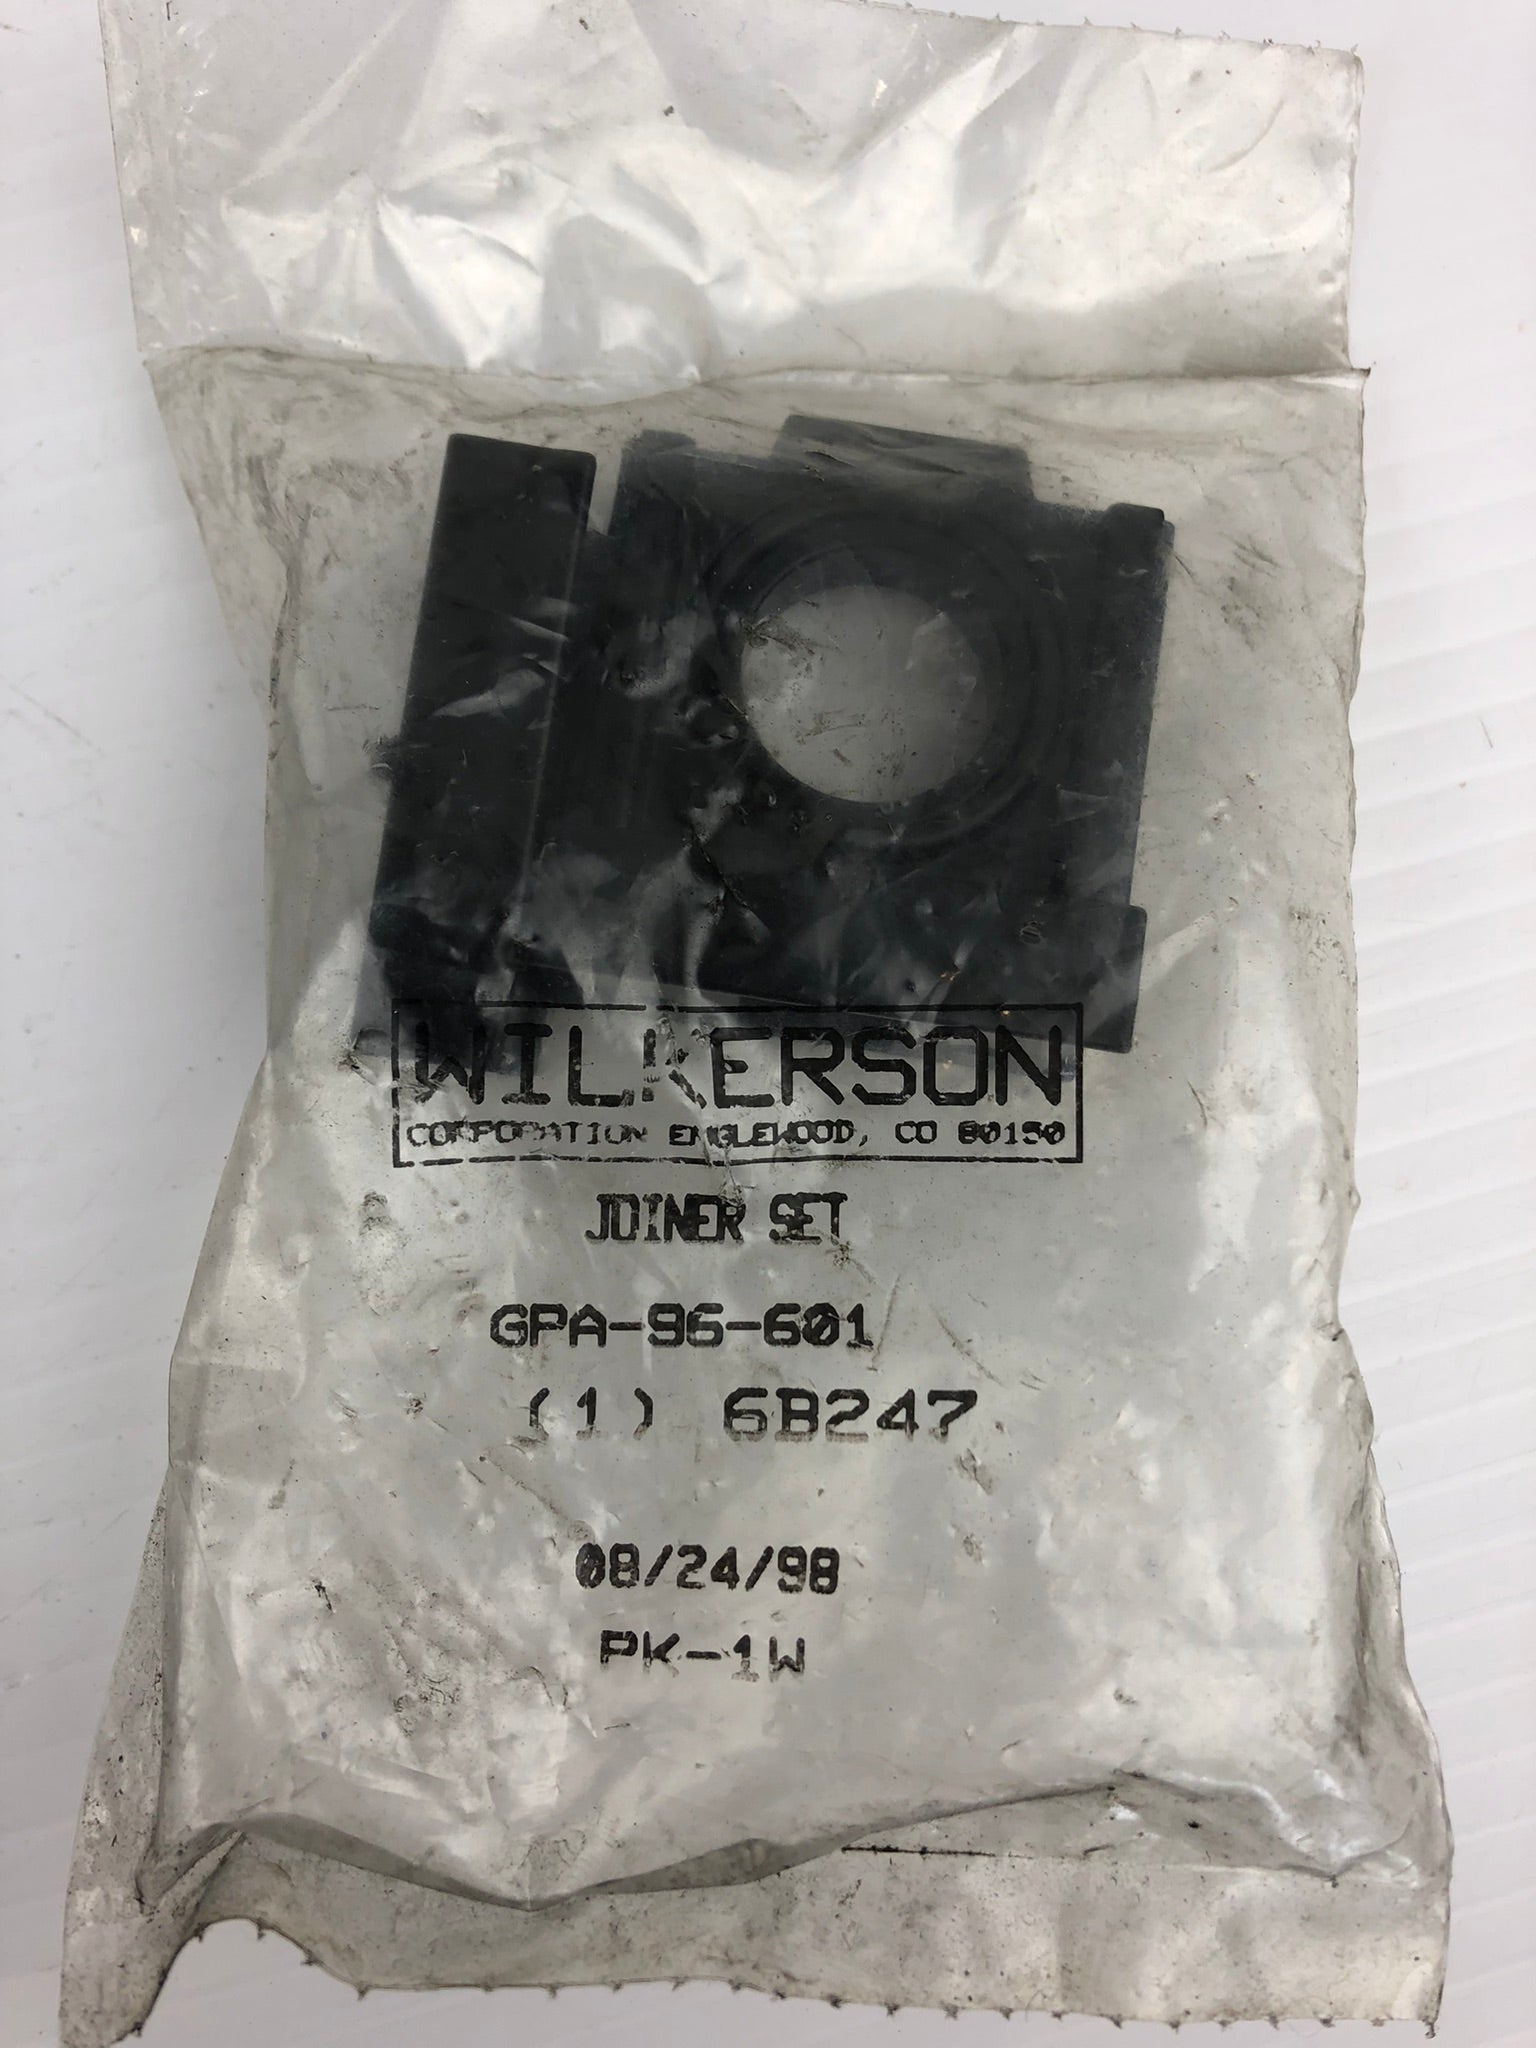 WILKERSON
CORPORATION ENGLEWOOD, CO 80150
JOINER SET
GPA-96-601
(1) 6B247
08/24/98
PK-1W